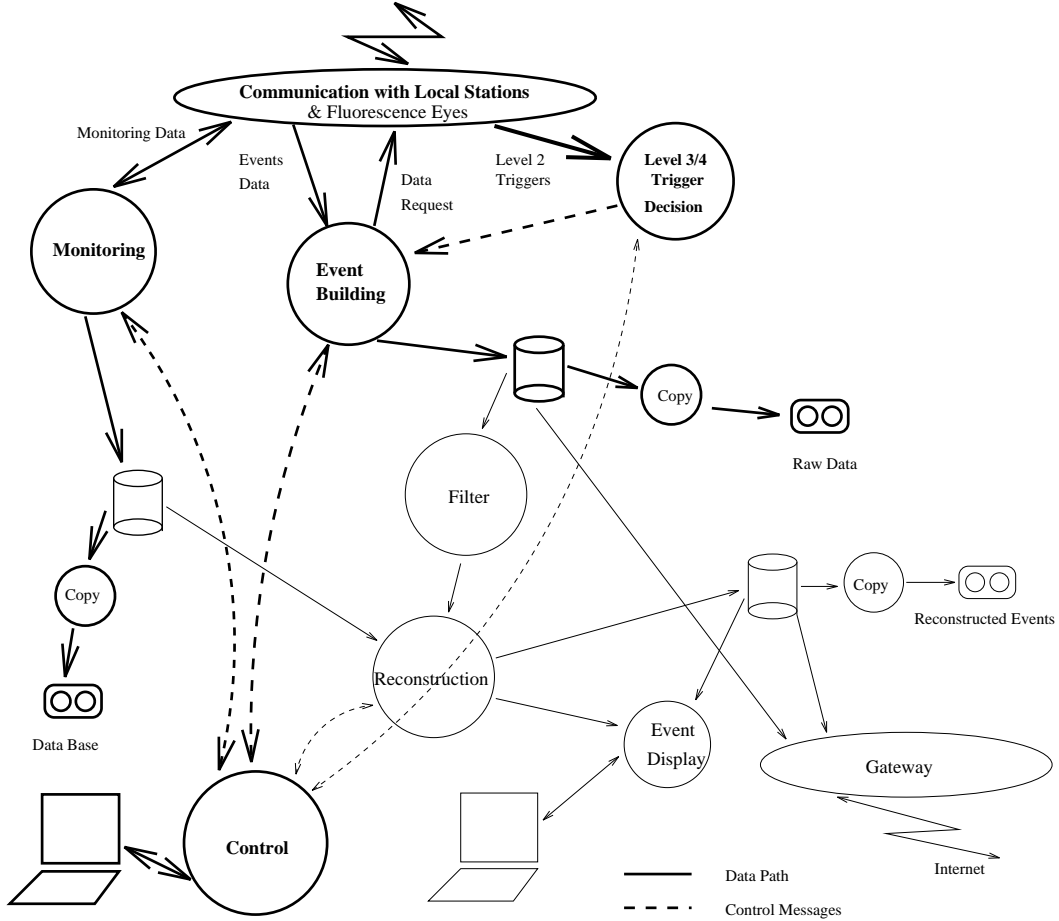 Communication with Local Stations
& Fluorescence Eyes
Monitoring Data
Events
Data
Data
Request
Level 2
Triggers
Level 3/4
Trigger
Decision
Monitoring
Event
Building
Copy
Raw Data
Filter
Copy
Data Base
Copy
Reconstructed Events
Reconstruction
Event
Display
Gateway
Control
Internet
Data Path
Control Messages